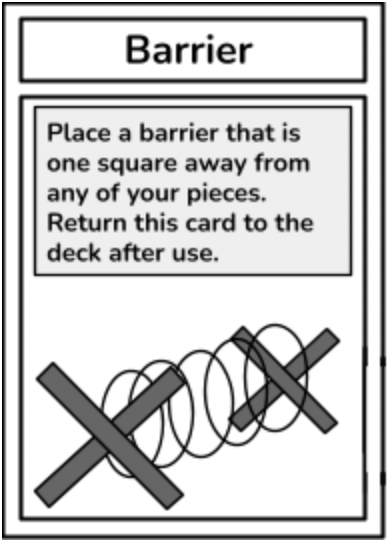 Barrier
Place a barrier that is
one square away from
any of your pieces.
Return this card to the
deck after use.